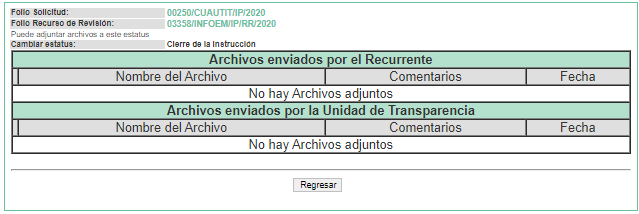 Folio Solicitud: 00250/CUAUTIT/IP/2020
Folio Recurso de Revisión: 03358/INFOEM/IP/RR/2020
Puede adjuntar archivos a este estatus
Cambiar estatus: Cierre de la Instrucción
Archivos enviados por el Recurrente
Nombre del Archivo Comentarios Fecha
No hay Archivos adjuntos
Archivos enviados por la Unidad de Transparencia
Nombre del Archivo Comentarios Fecha
No hay Archivos adjuntos
Regresar